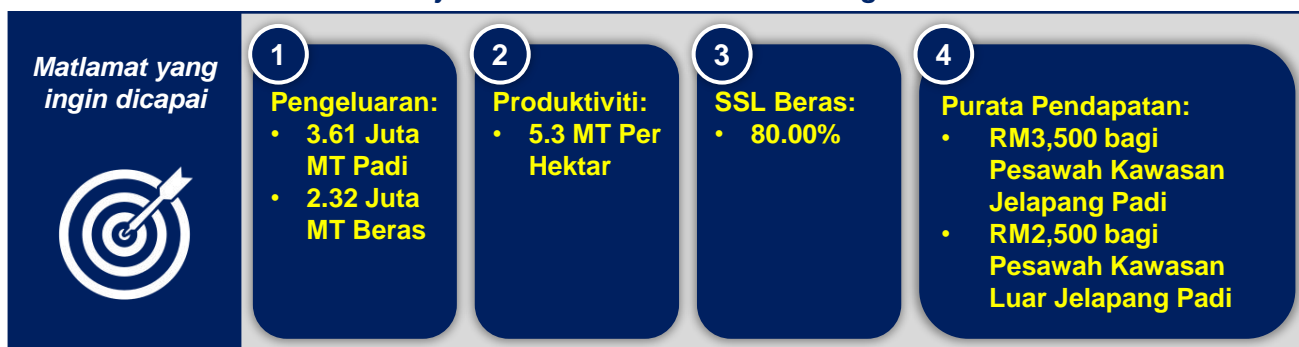 Matlamat yang
ingin dicapai
1
Pengeluaran:
• 3.61 Juta
MT Padi
• 2.32 Juta
MT Beras
2
Produktiviti:
• 5.3 MT Per
Hektar
3
SSL Beras:
• 80.00%
4
Purata Pendapatan:
• RM3,500 bagi
Pesawah Kawasan
Jelapang Padi
• RM2,500 bagi
Pesawah Kawasan
Luar Jelapang Padi